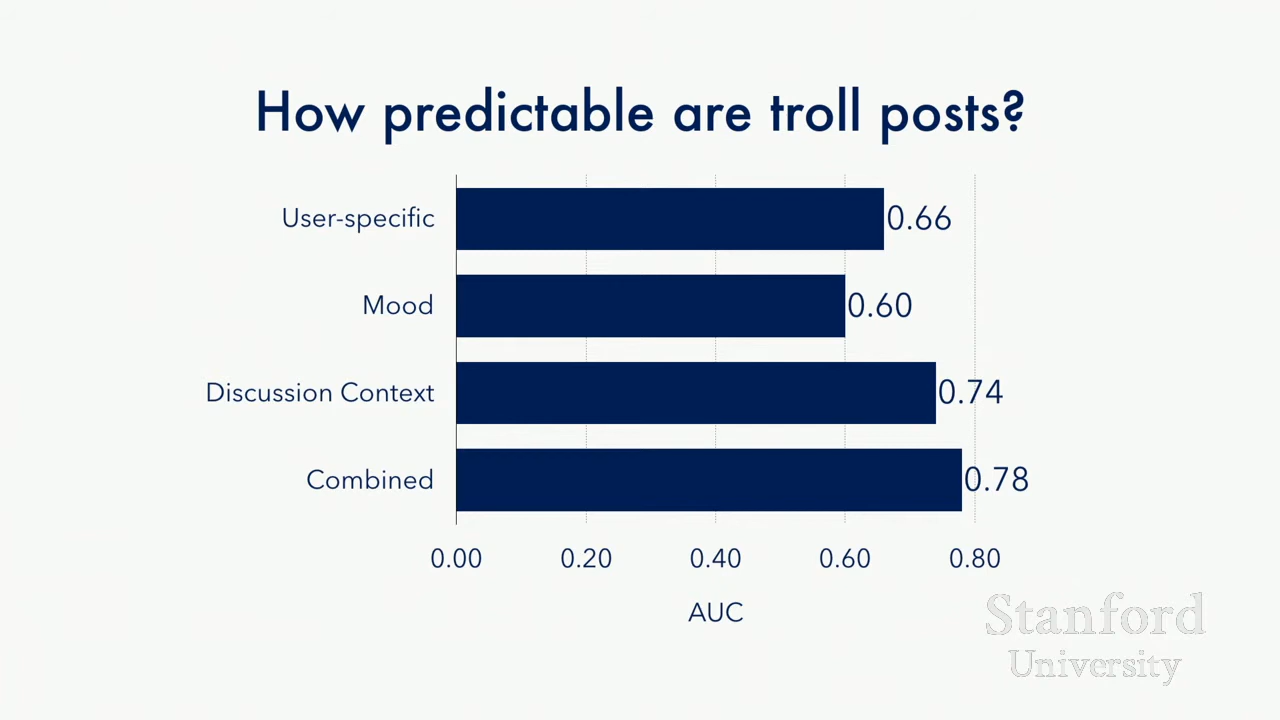 How predictable are troll posts?
User-specific 0.66
Mood 0.60
Discussion Context 0.74
Combined 0.78
0.00 0.20 0.40 0.60 0.80
AUC
Stanford
University